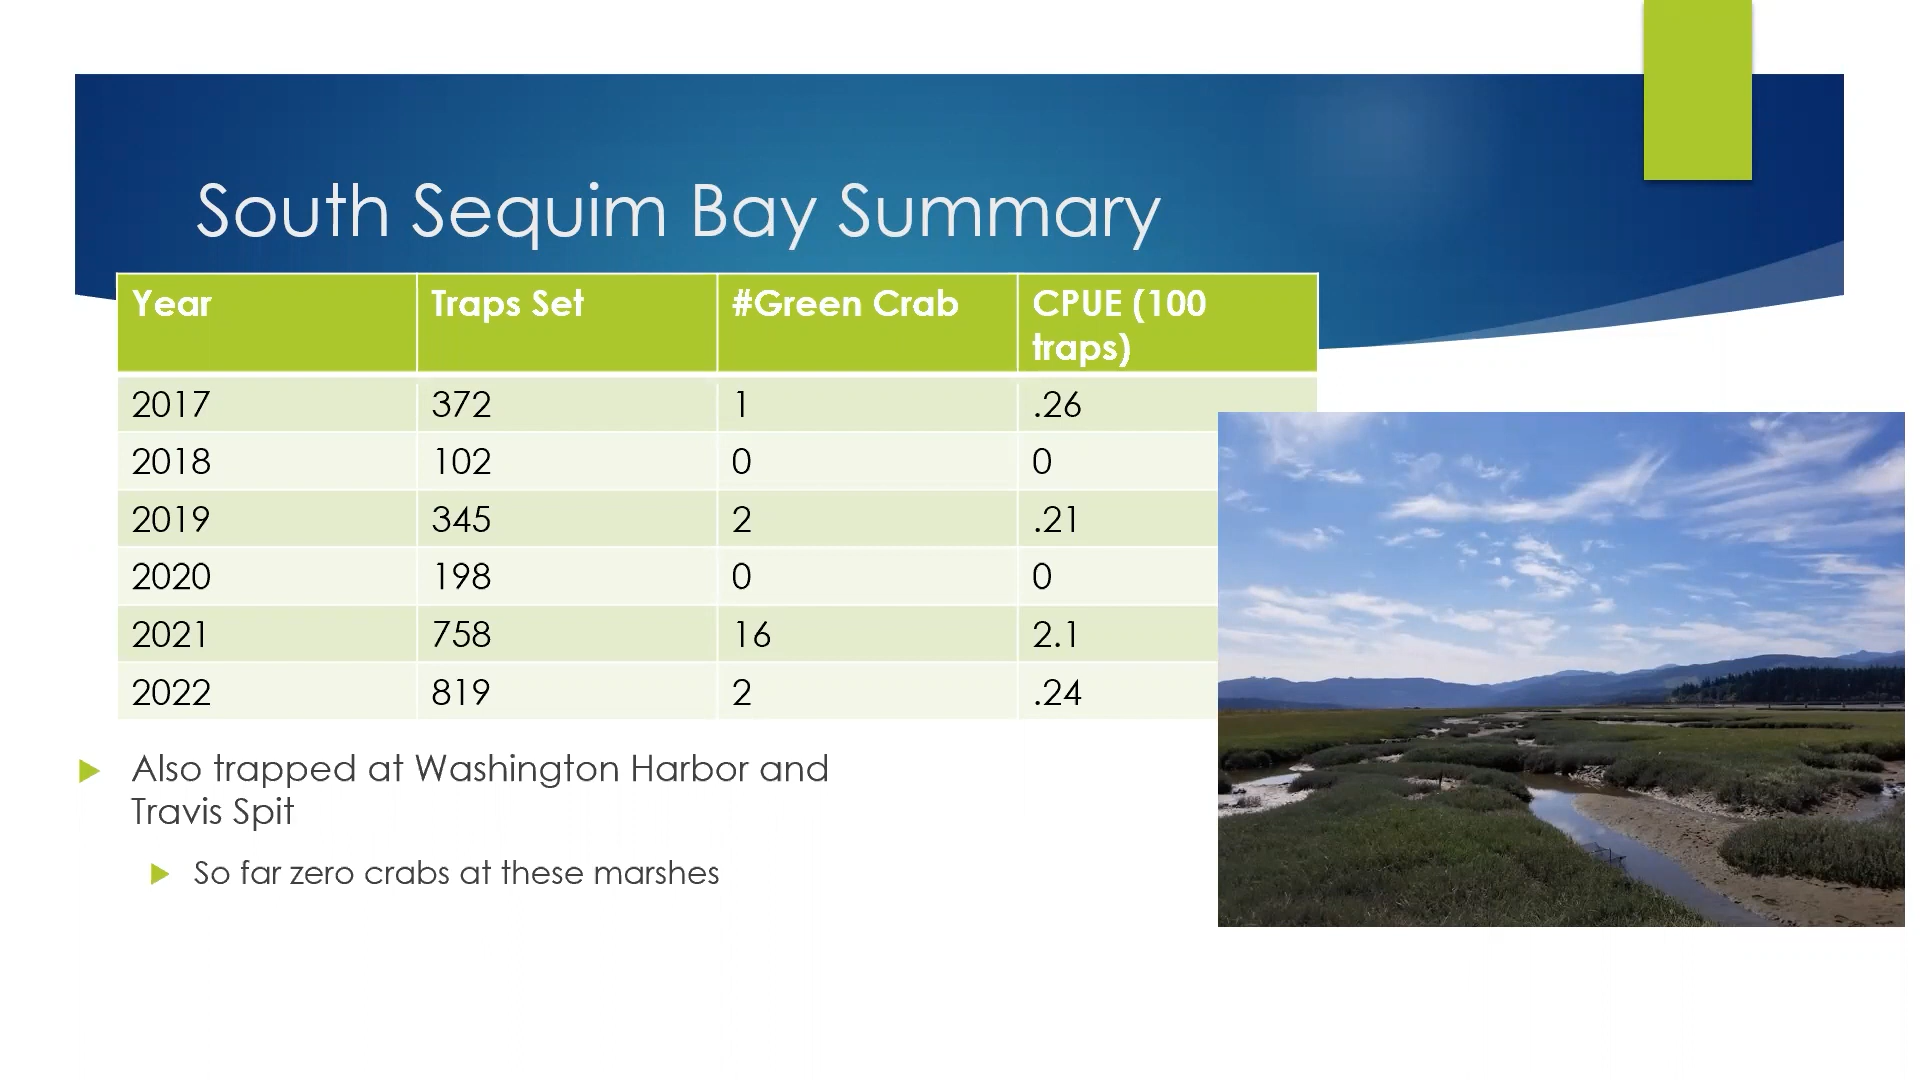 South Sequim Bay Summary
Year Traps Set #Green Crab CPUE (100
traps)
2017 372 1 .26
2018 102 0 0
2019 345 2 .21
2020 198 0 0
2021 758 16 2.1
2022 819 2 .24
Also trapped at Washington Harbor and
Travis Spit
So far zero crabs at these marshes